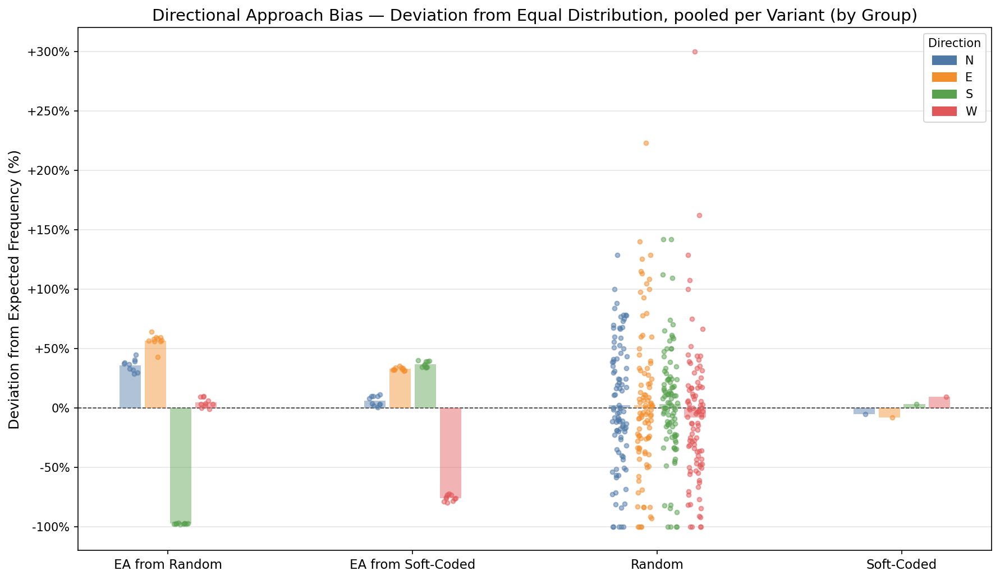 Directional Approach Bias — Deviation from Equal Distribution, pooled per Variant (by Group)
Deviation from Expected Frequency (%)
+300%
+250%
+200%
+150%
+100%
+50%
0%
-50%
-100%
Direction
N
E
S
W
EA from Random
EA from Soft-Coded
Random
Soft-Coded